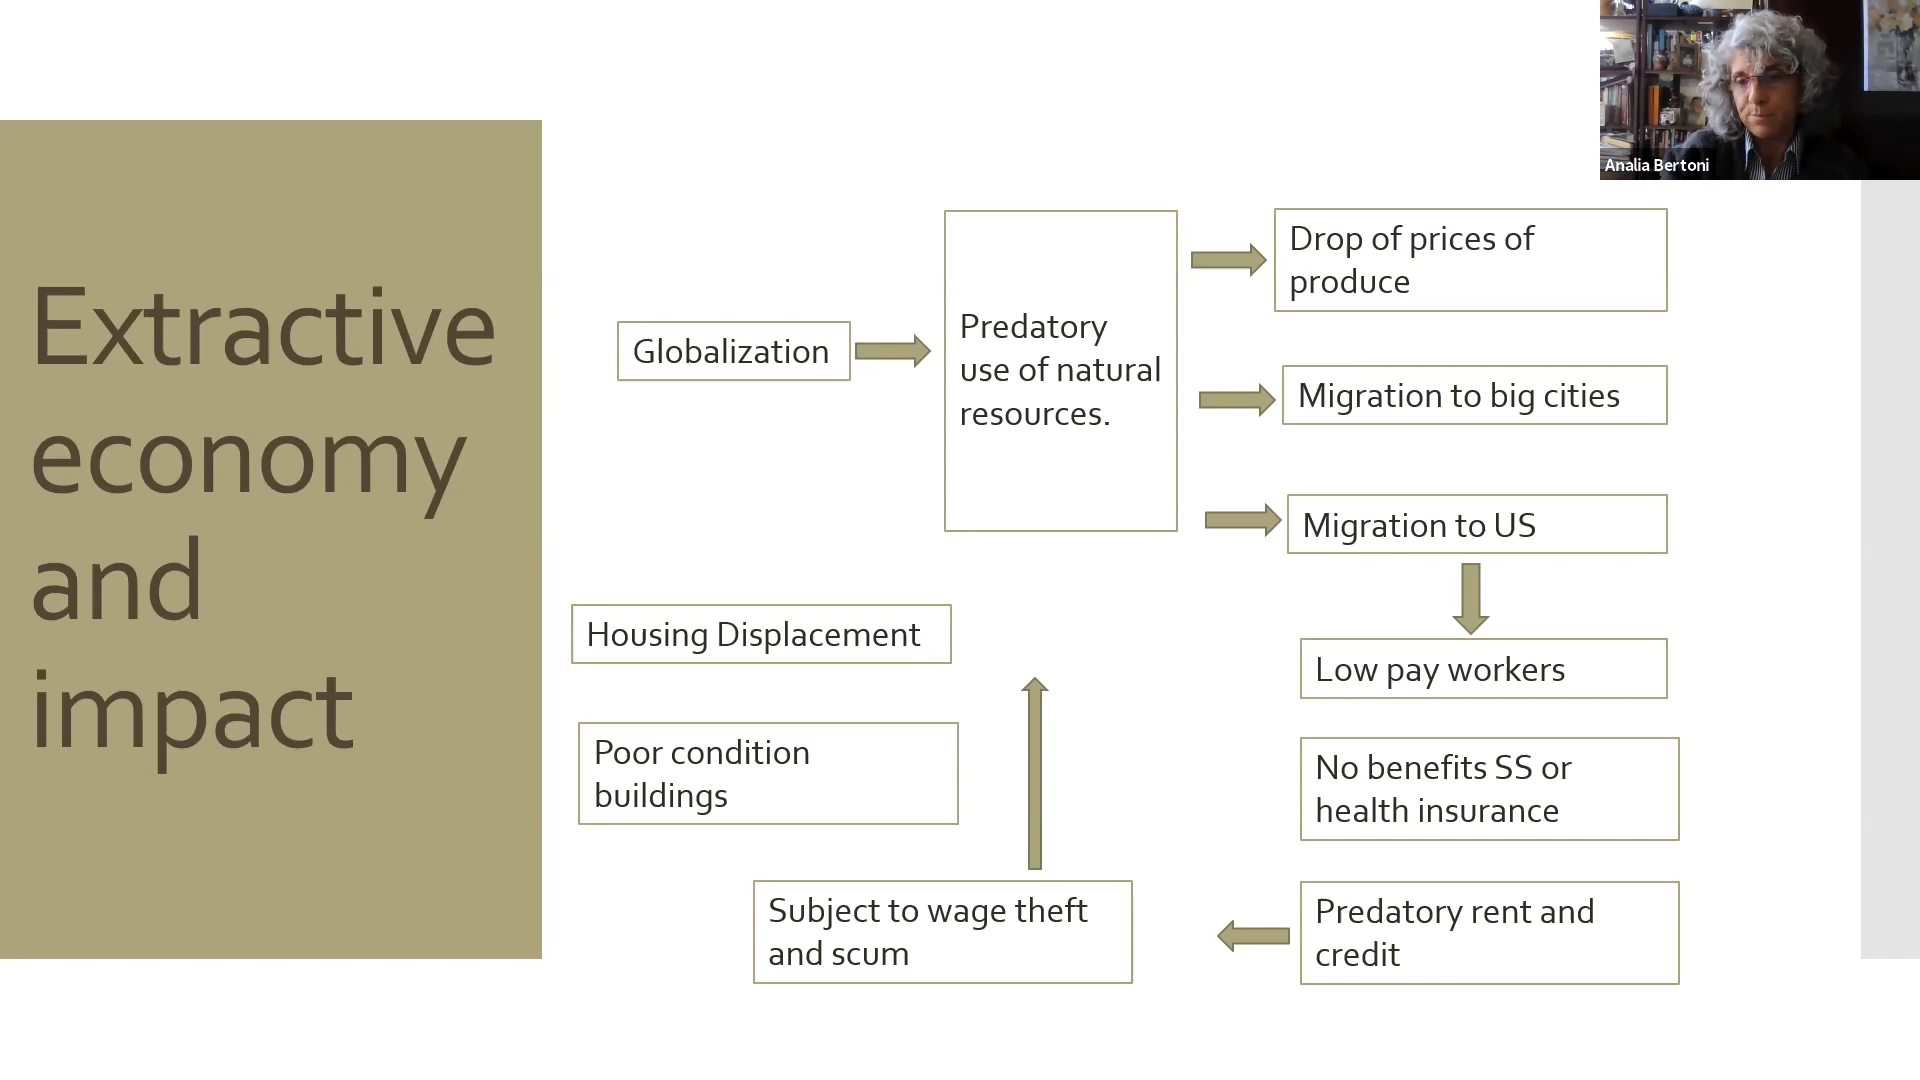 Analia Bertoni
Extractive
economy
and
impact
Globalization
Predatory
use of natural
resources.
Drop of prices of
produce
Migration to big cities
Migration to US
Low pay workers
No benefits SS or
health insurance
Predatory rent and
credit
Subject to wage theft
and scum
Housing Displacement
Poor condition
buildings